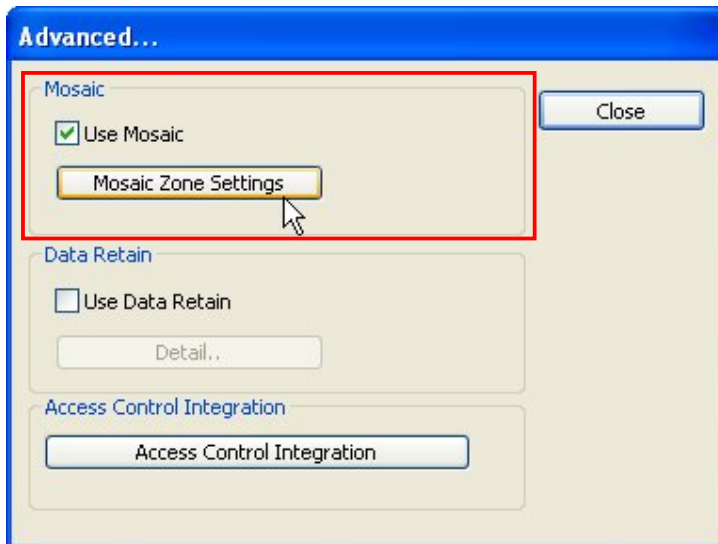 Advanced...
Mosaic
Close
Use Mosaic
Mosaic Zone Settings
Data Retain
Use Data Retain
Detail..
Access Control Integration
Access Control Integration